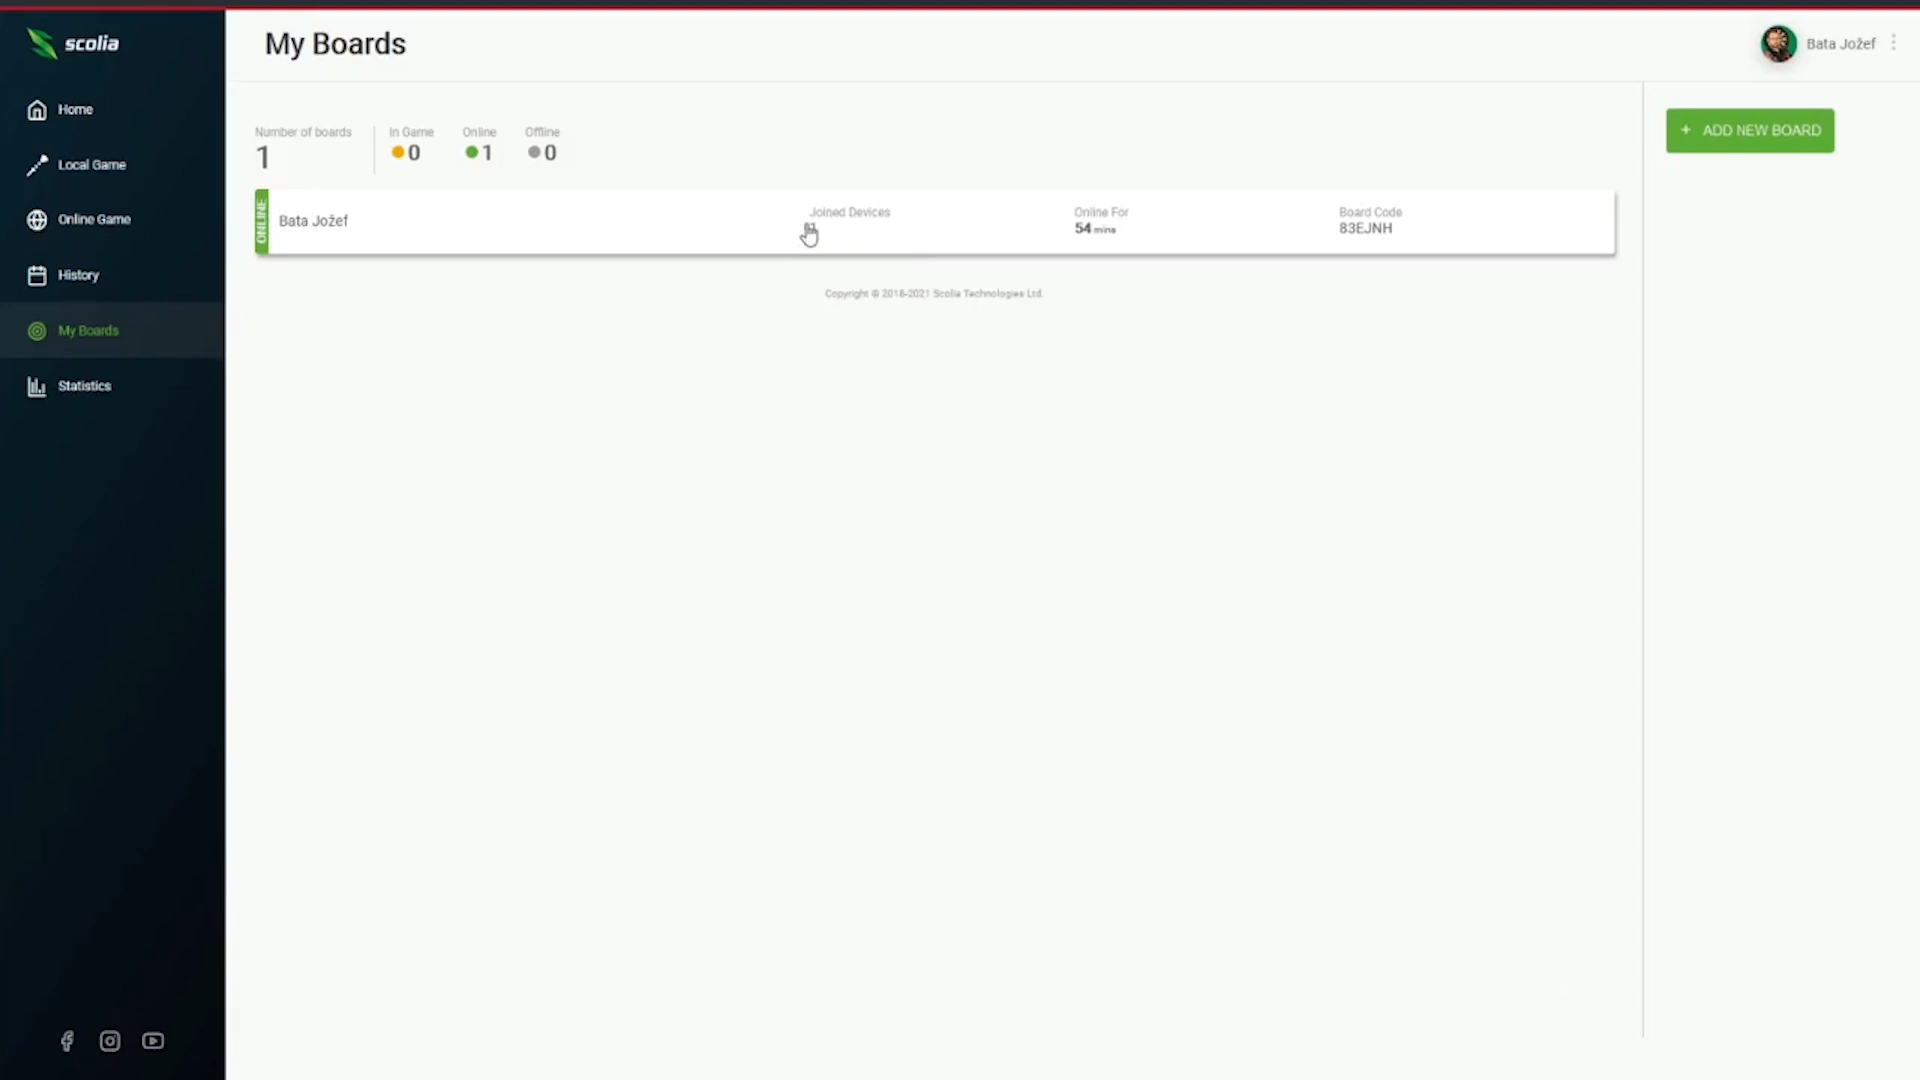 scolia
My Boards
Bata Jožef
Home
Local Game
Online Game
History
My Boards
Statistics
Number of boards
1
In Game
0
Online
1
Offline
0
+ ADD NEW BOARD
ONLINE
Bata Jožef
Joined Devices
Online For
54 mins
Board Code
83EJNH
Copyright © 2018-2021 Scolia Technologies Ltd.